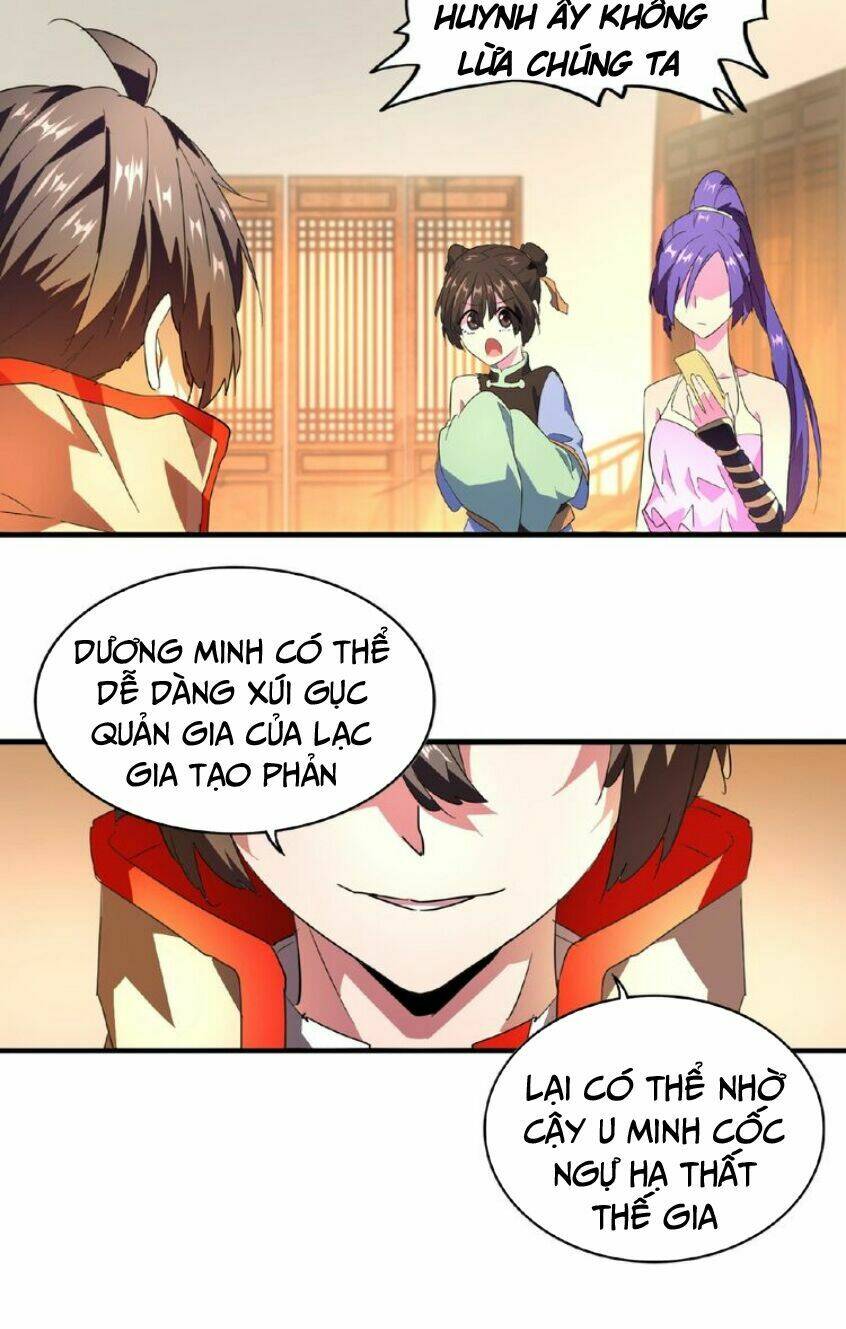 HUYNH ẤY KHÔNG
LỪA CHÚNG TA
DƯƠNG MINH CÓ THỂ
DỄ DÀNG XÚI GỤC
QUẢN GIA CỦA LẠC
GIA TẠO PHẢN
LẠI CÓ THỂ NHỜ
CẬY U MINH CỐC
NGỰ HẠ THẤT
THẾ GIA